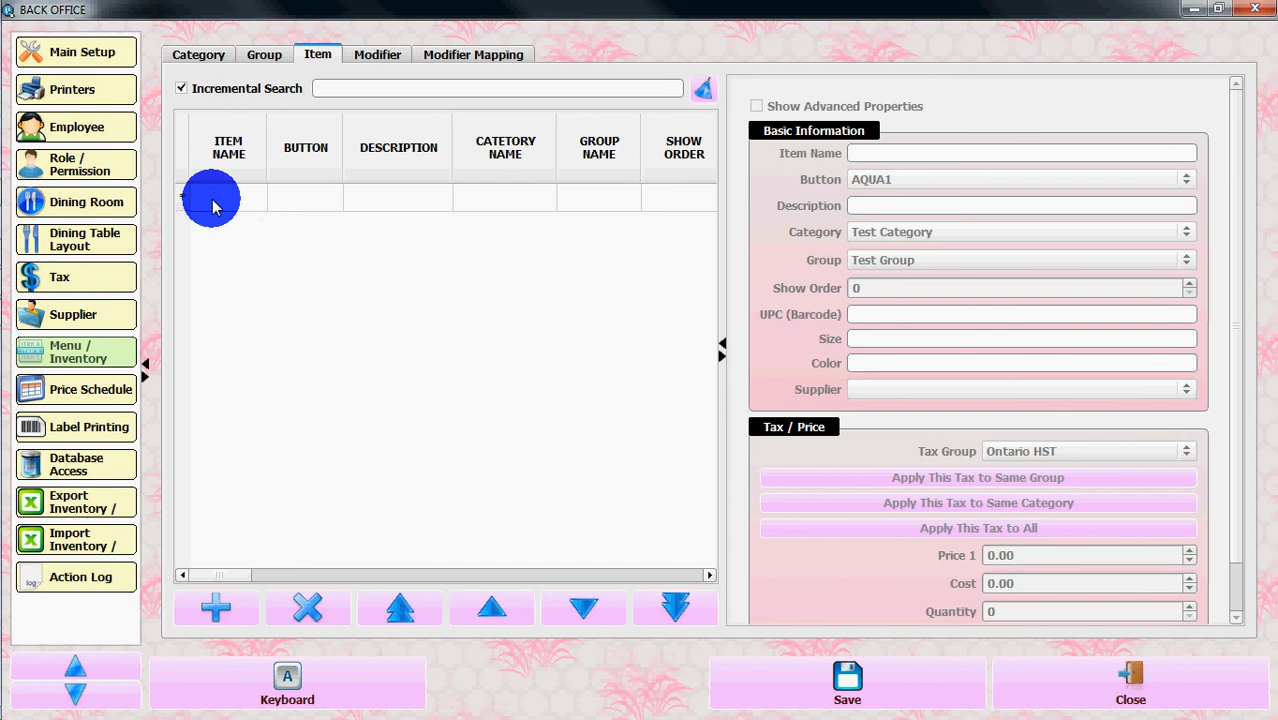 BACK OFFICE
Main Setup
Printers
Employee
Role /
Permission
Dining Room
Dining Table
Layout
Tax
Supplier
Menu /
Inventory
Price Schedule
Label Printing
Database
Access
Export
Inventory /
Import
Inventory /
log
Action Log
Category
Group
Item
Modifier
Modifier Mapping
Incremental Search
ITEM
NAME
BUTTON
DESCRIPTION
CATETORY
NAME
GROUP
NAME
SHOW
ORDER
*
Show Advanced Properties
Basic Information
Item Name
Button AQUA1
Description
Category Test Category
Group Test Group
Show Order 0
UPC (Barcode)
Size
Color
Supplier
Tax / Price
Tax Group Ontario HST
Apply This Tax to Same Group
Apply This Tax to Same Category
Apply This Tax to All
Price 1 0.00
Cost 0.00
Quantity 0
A
Keyboard
Save
Close